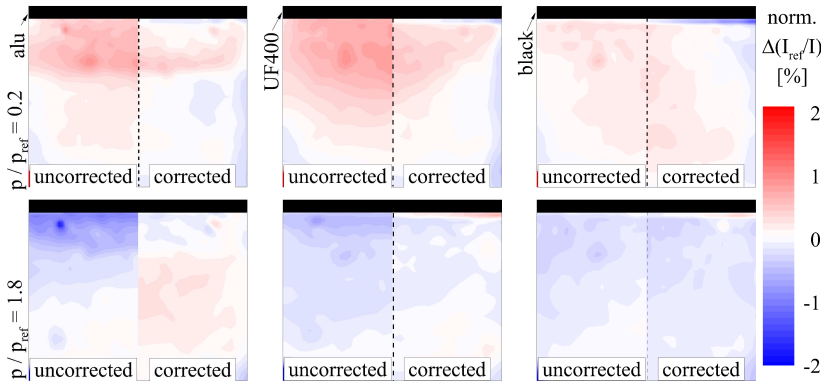 alu
UF400
black
norm.
Δ(I_ref/I)
[%]
p / p_ref = 0.2
uncorrected
corrected
uncorrected
corrected
uncorrected
corrected
2
1
0
-1
-2
p / p_ref = 1.8
uncorrected
corrected
uncorrected
corrected
uncorrected
corrected